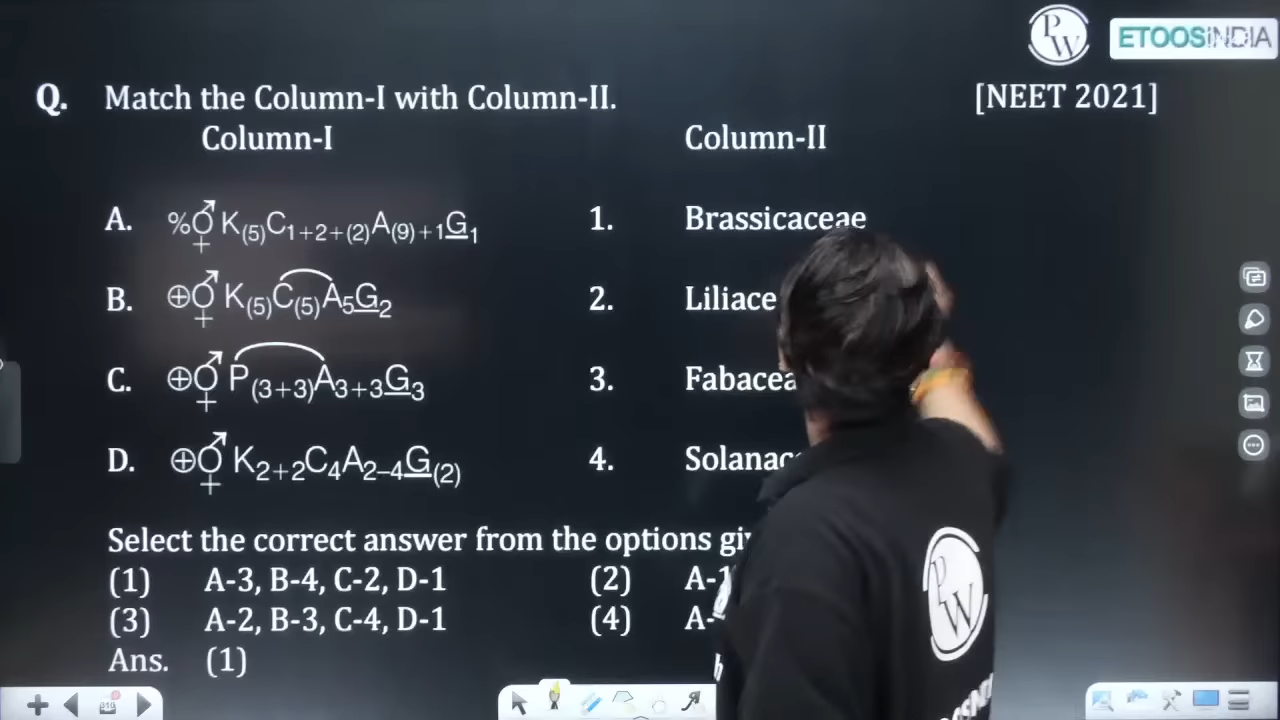 PW
ETOOSINDIA
Q. Match the Column-I with Column-II. [NEET 2021]
Column-I Column-II
A. %⚥ K(5)C1+2+(2)A(9)+1G1 1. Brassicaceae
B. ⊕⚥ K(5)C(5)A5G2 2. Liliace
C. ⊕⚥ P(3+3)A3+3G3 3. Fabacea
D. ⊕⚥ K2+2C4A2–4G(2) 4. Solanac
Select the correct answer from the options gi
(1) A-3, B-4, C-2, D-1 (2) A-1
(3) A-2, B-3, C-4, D-1 (4) A-
Ans. (1)
PW